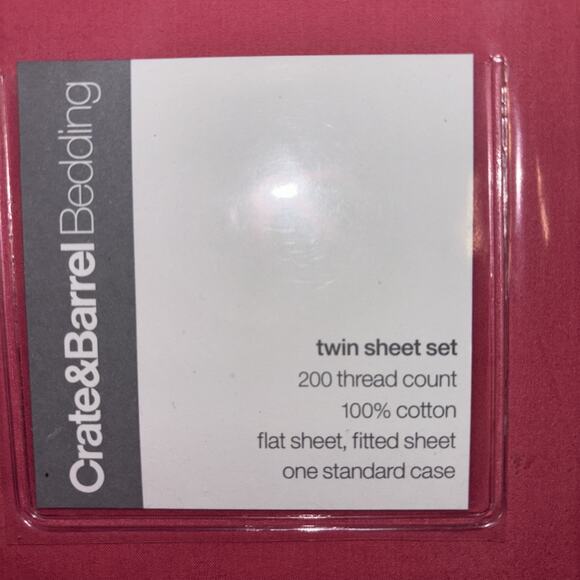 Crate&Barrel Bedding
twin sheet set
200 thread count
100% cotton
flat sheet, fitted sheet
one standard case